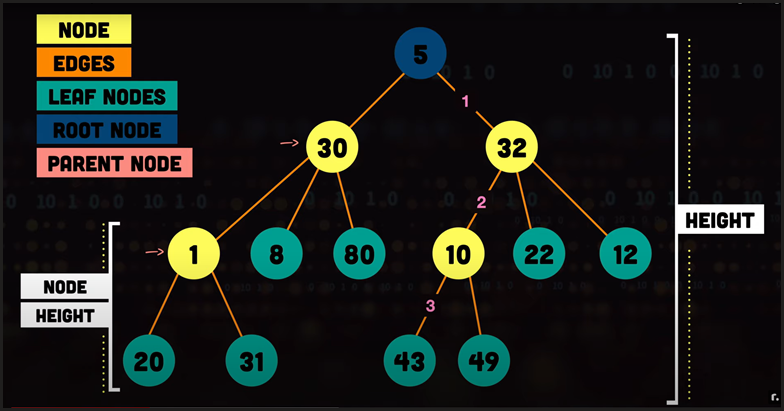 NODE
EDGES
LEAF NODES
ROOT NODE
PARENT NODE
5
1
30
32
2
HEIGHT
1
8
80
10
22
12
NODE
HEIGHT
3
20
31
43
49